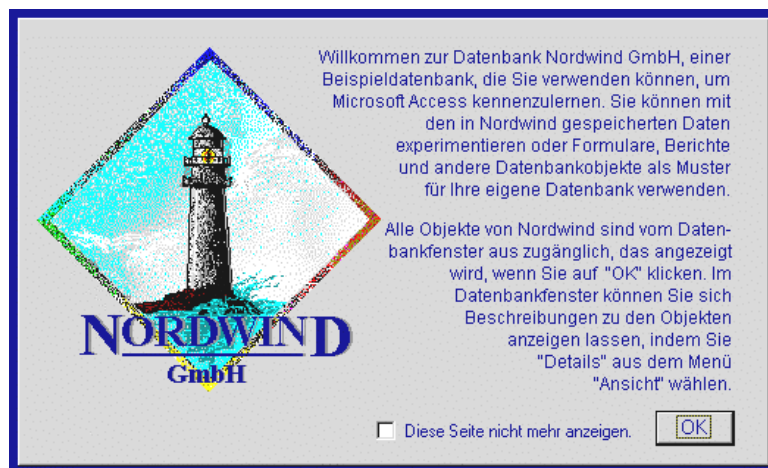 Willkommen zur Datenbank Nordwind GmbH, einer
Beispieldatenbank, die Sie verwenden können, um
Microsoft Access kennenzulernen. Sie können mit
den in Nordwind gespeicherten Daten
experimentieren oder Formulare, Berichte
und andere Datenbankobjekte als Muster
für Ihre eigene Datenbank verwenden.
Alle Objekte von Nordwind sind vom Daten-
bankfenster aus zugänglich, das angezeigt
wird, wenn Sie auf "OK" klicken. Im
Datenbankfenster können Sie sich
Beschreibungen zu den Objekten
anzeigen lassen, indem Sie
"Details" aus dem Menü
"Ansicht" wählen.
NORDWIND
GmbH
Diese Seite nicht mehr anzeigen.
OK